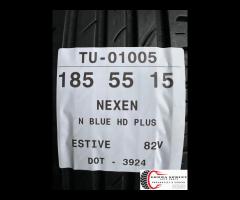 TU-01005
185 55 15
NEXEN
N BLUE HD PLUS
ESTIVE 82V
DOT - 3924